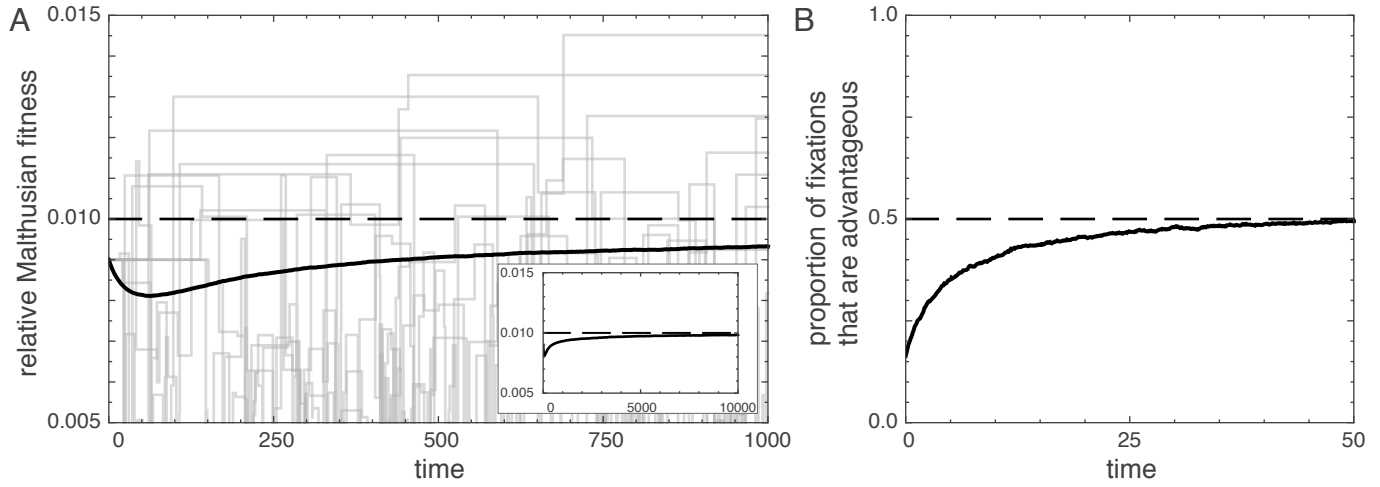 A
relative Malthusian fitness
0.015
0.010
0.005
0
250
500
750
1000
time
0.015
0.010
0.005
0
5000
10000
B
proportion of fixations
that are advantageous
1.0
0.5
0.0
0
25
50
time